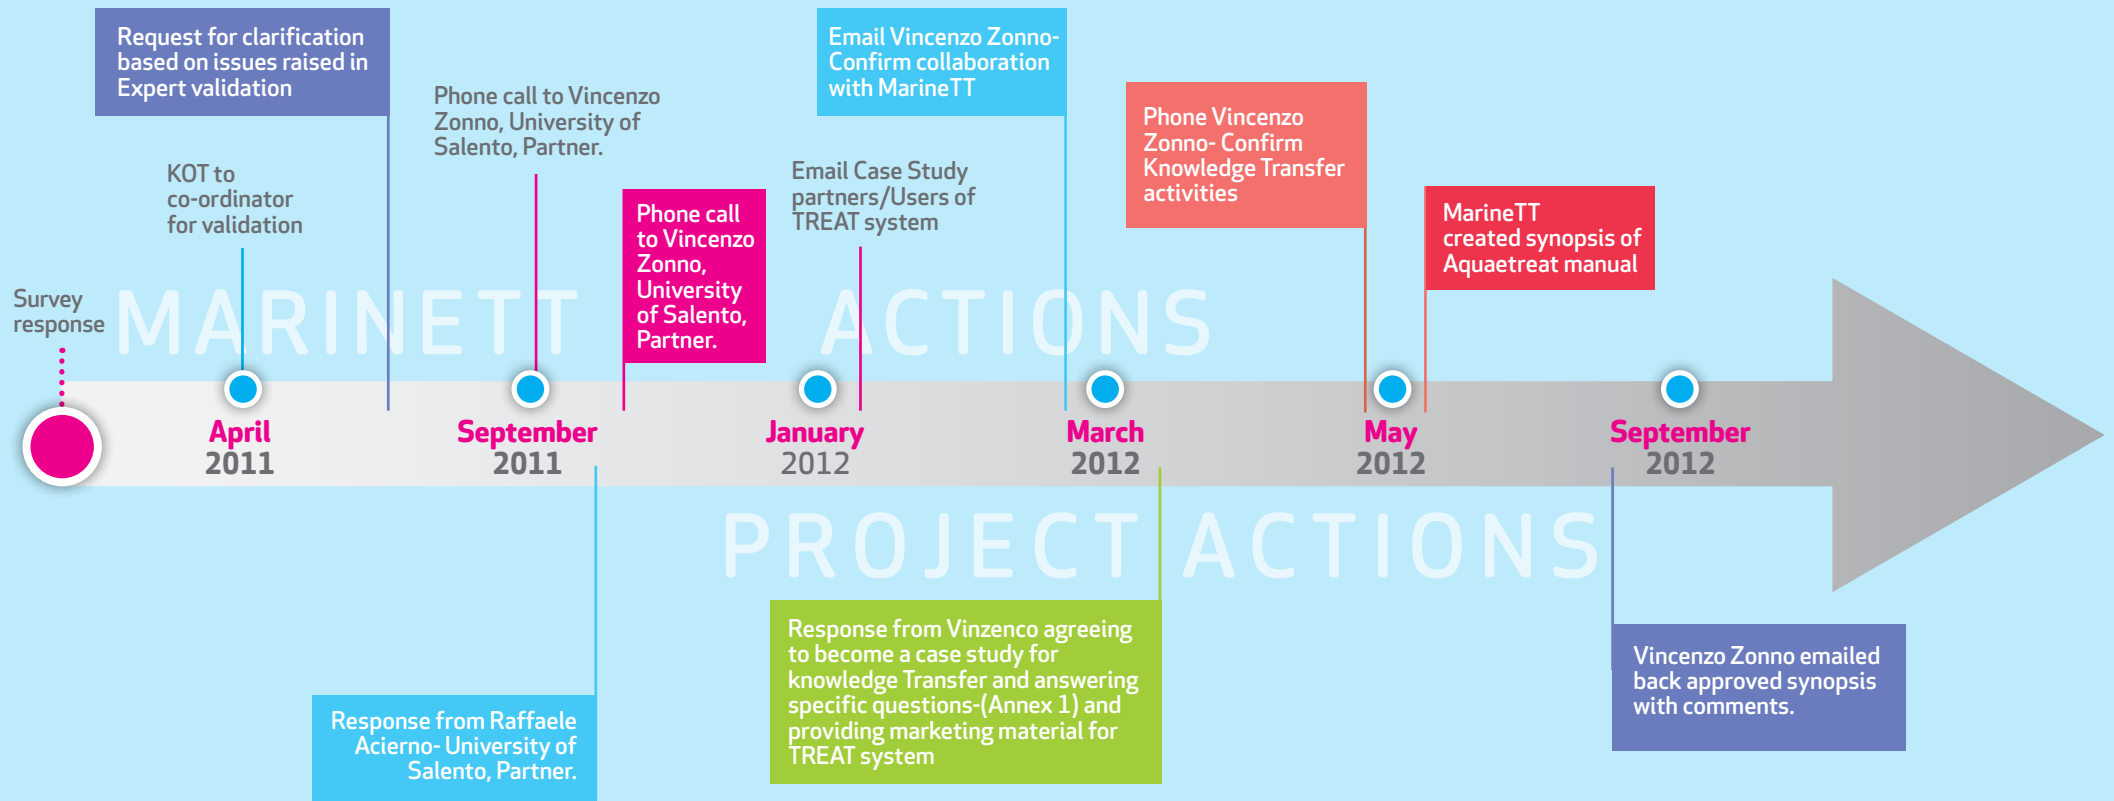 Request for clarification
based on issues raised in
Expert validation
Email Vincenzo Zonno-
Confirm collaboration
with MarineTT
Phone call to Vincenzo
Zonno, University of
Salento, Partner.
Phone Vincenzo
Zonno- Confirm
Knowledge Transfer
activities
KOT to
co-ordinator
for validation
Email Case Study
partners/Users of
TREAT system
Phone call
to Vincenzo
Zonno,
University
of Salento,
Partner.
MarineTT
created synopsis of
Aquaetreat manual
Survey
response
MARINETT ACTIONS
April
2011
September
2011
January
2012
March
2012
May
2012
September
2012
PROJECT ACTIONS
Response from Raffaele
Acierno- University of
Salento, Partner.
Response from Vinzenco agreeing
to become a case study for
knowledge Transfer and answering
specific questions-(Annex 1) and
providing marketing material for
TREAT system
Vincenzo Zonno emailed
back approved synopsis
with comments.